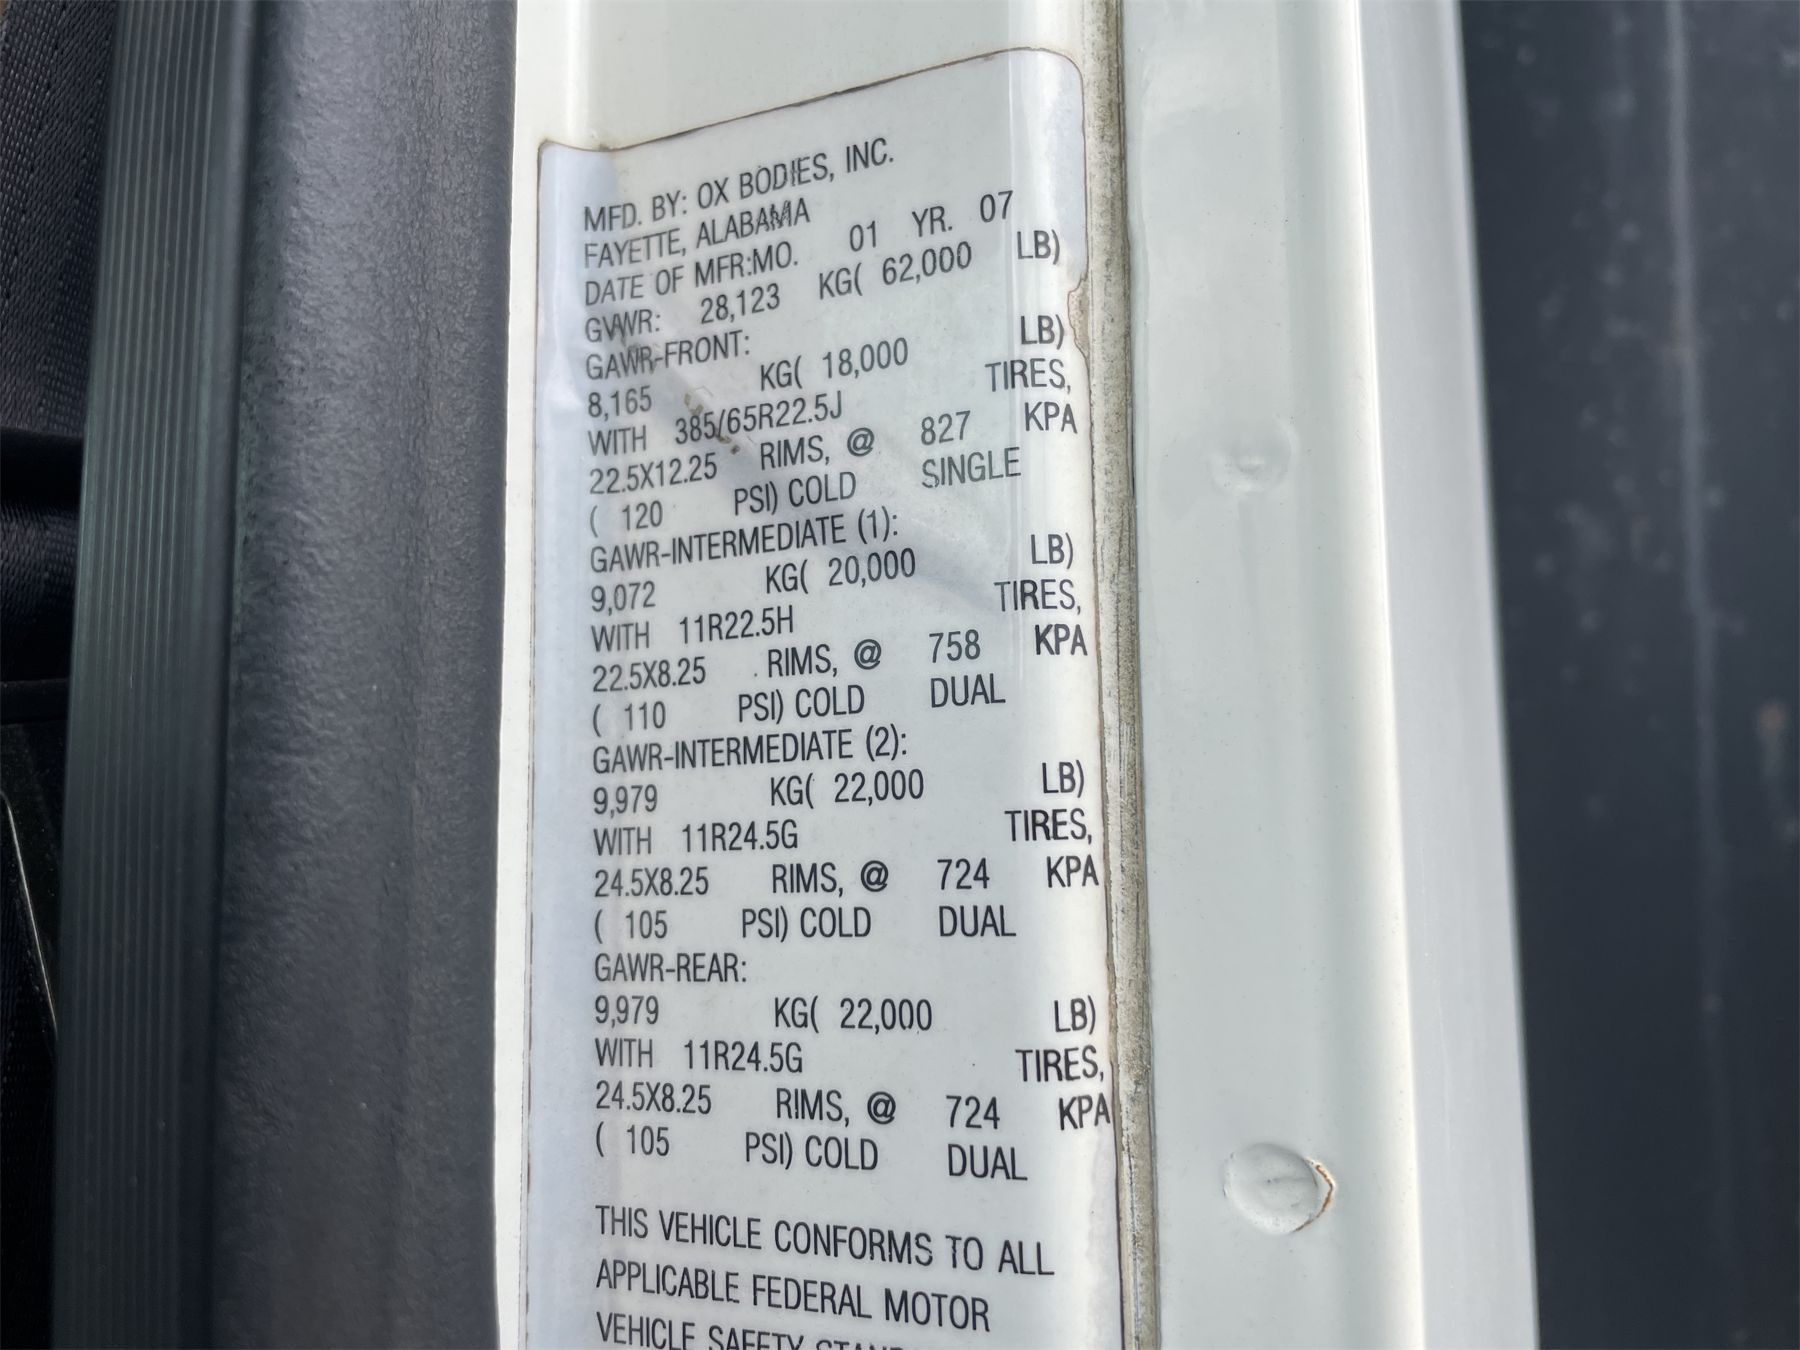 MFD. BY: OX BODIES, INC.
FAYETTE, ALABAMA
DATE OF MFR:MO. 01 YR. 07
GVWR: 28,123 KG( 62,000 LB)
GAWR-FRONT:
8,165 KG( 18,000 LB)
WITH 385/65R22.5J TIRES,
22.5X12.25 RIMS, @ 827 KPA
( 120 PSI) COLD SINGLE
GAWR-INTERMEDIATE (1):
9,072 KG( 20,000 LB)
WITH 11R22.5H TIRES,
22.5X8.25 RIMS, @ 758 KPA
( 110 PSI) COLD DUAL
GAWR-INTERMEDIATE (2):
9,979 KG( 22,000 LB)
WITH 11R24.5G TIRES,
24.5X8.25 RIMS, @ 724 KPA
( 105 PSI) COLD DUAL
GAWR-REAR:
9,979 KG( 22,000 LB)
WITH 11R24.5G TIRES,
24.5X8.25 RIMS, @ 724 KPA
( 105 PSI) COLD DUAL
THIS VEHICLE CONFORMS TO ALL
APPLICABLE FEDERAL MOTOR
VEHICLE SAFETY